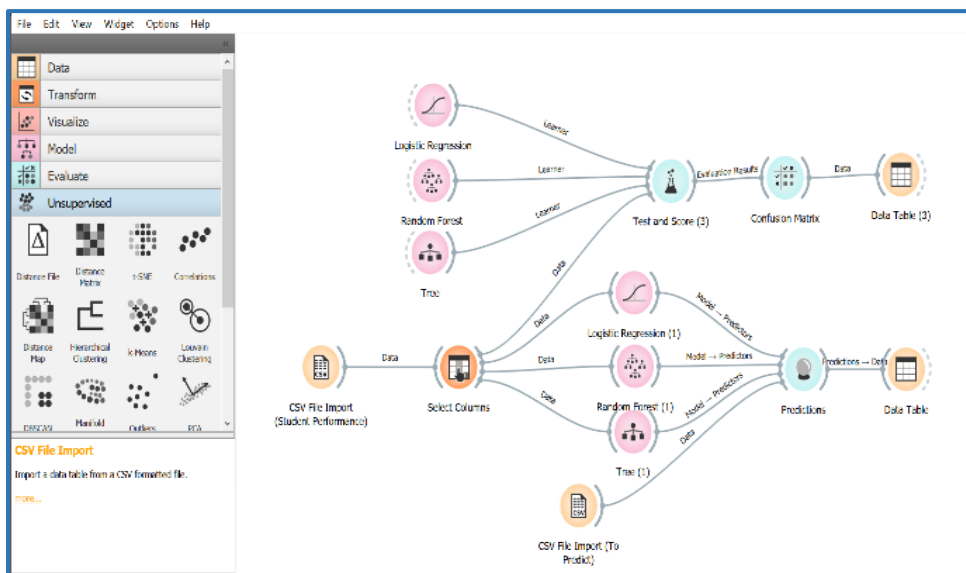 File Edit View Widget Options Help
Data
Transform
Visualize
Model
Evaluate
Unsupervised
Distance File
Distance
Matrix
t-SNE
Correlations
Distance
Map
Hierarchical
Clustering
k-Means
Louvain
Clustering
DBSCAN
Manifold
Outliers
PCA
CSV File Import
Import a data table from a CSV formatted file.
more...
Logistic Regression
Learner
Random Forest
Learner
Tree
Learner
Test and Score (3)
Evaluation Results
Confusion Matrix
Data
Data Table (3)
CSV File Import
(Student Performance)
Data
Select Columns
Data
Data
Data
Data
Logistic Regression (1)
Model → Predictors
Random Forest (1)
Model → Predictors
Tree (1)
Model → Predictors
CSV File Import (To
Predict)
CSV
CSV
Data
Predictions
Predictions → Data
Data Table